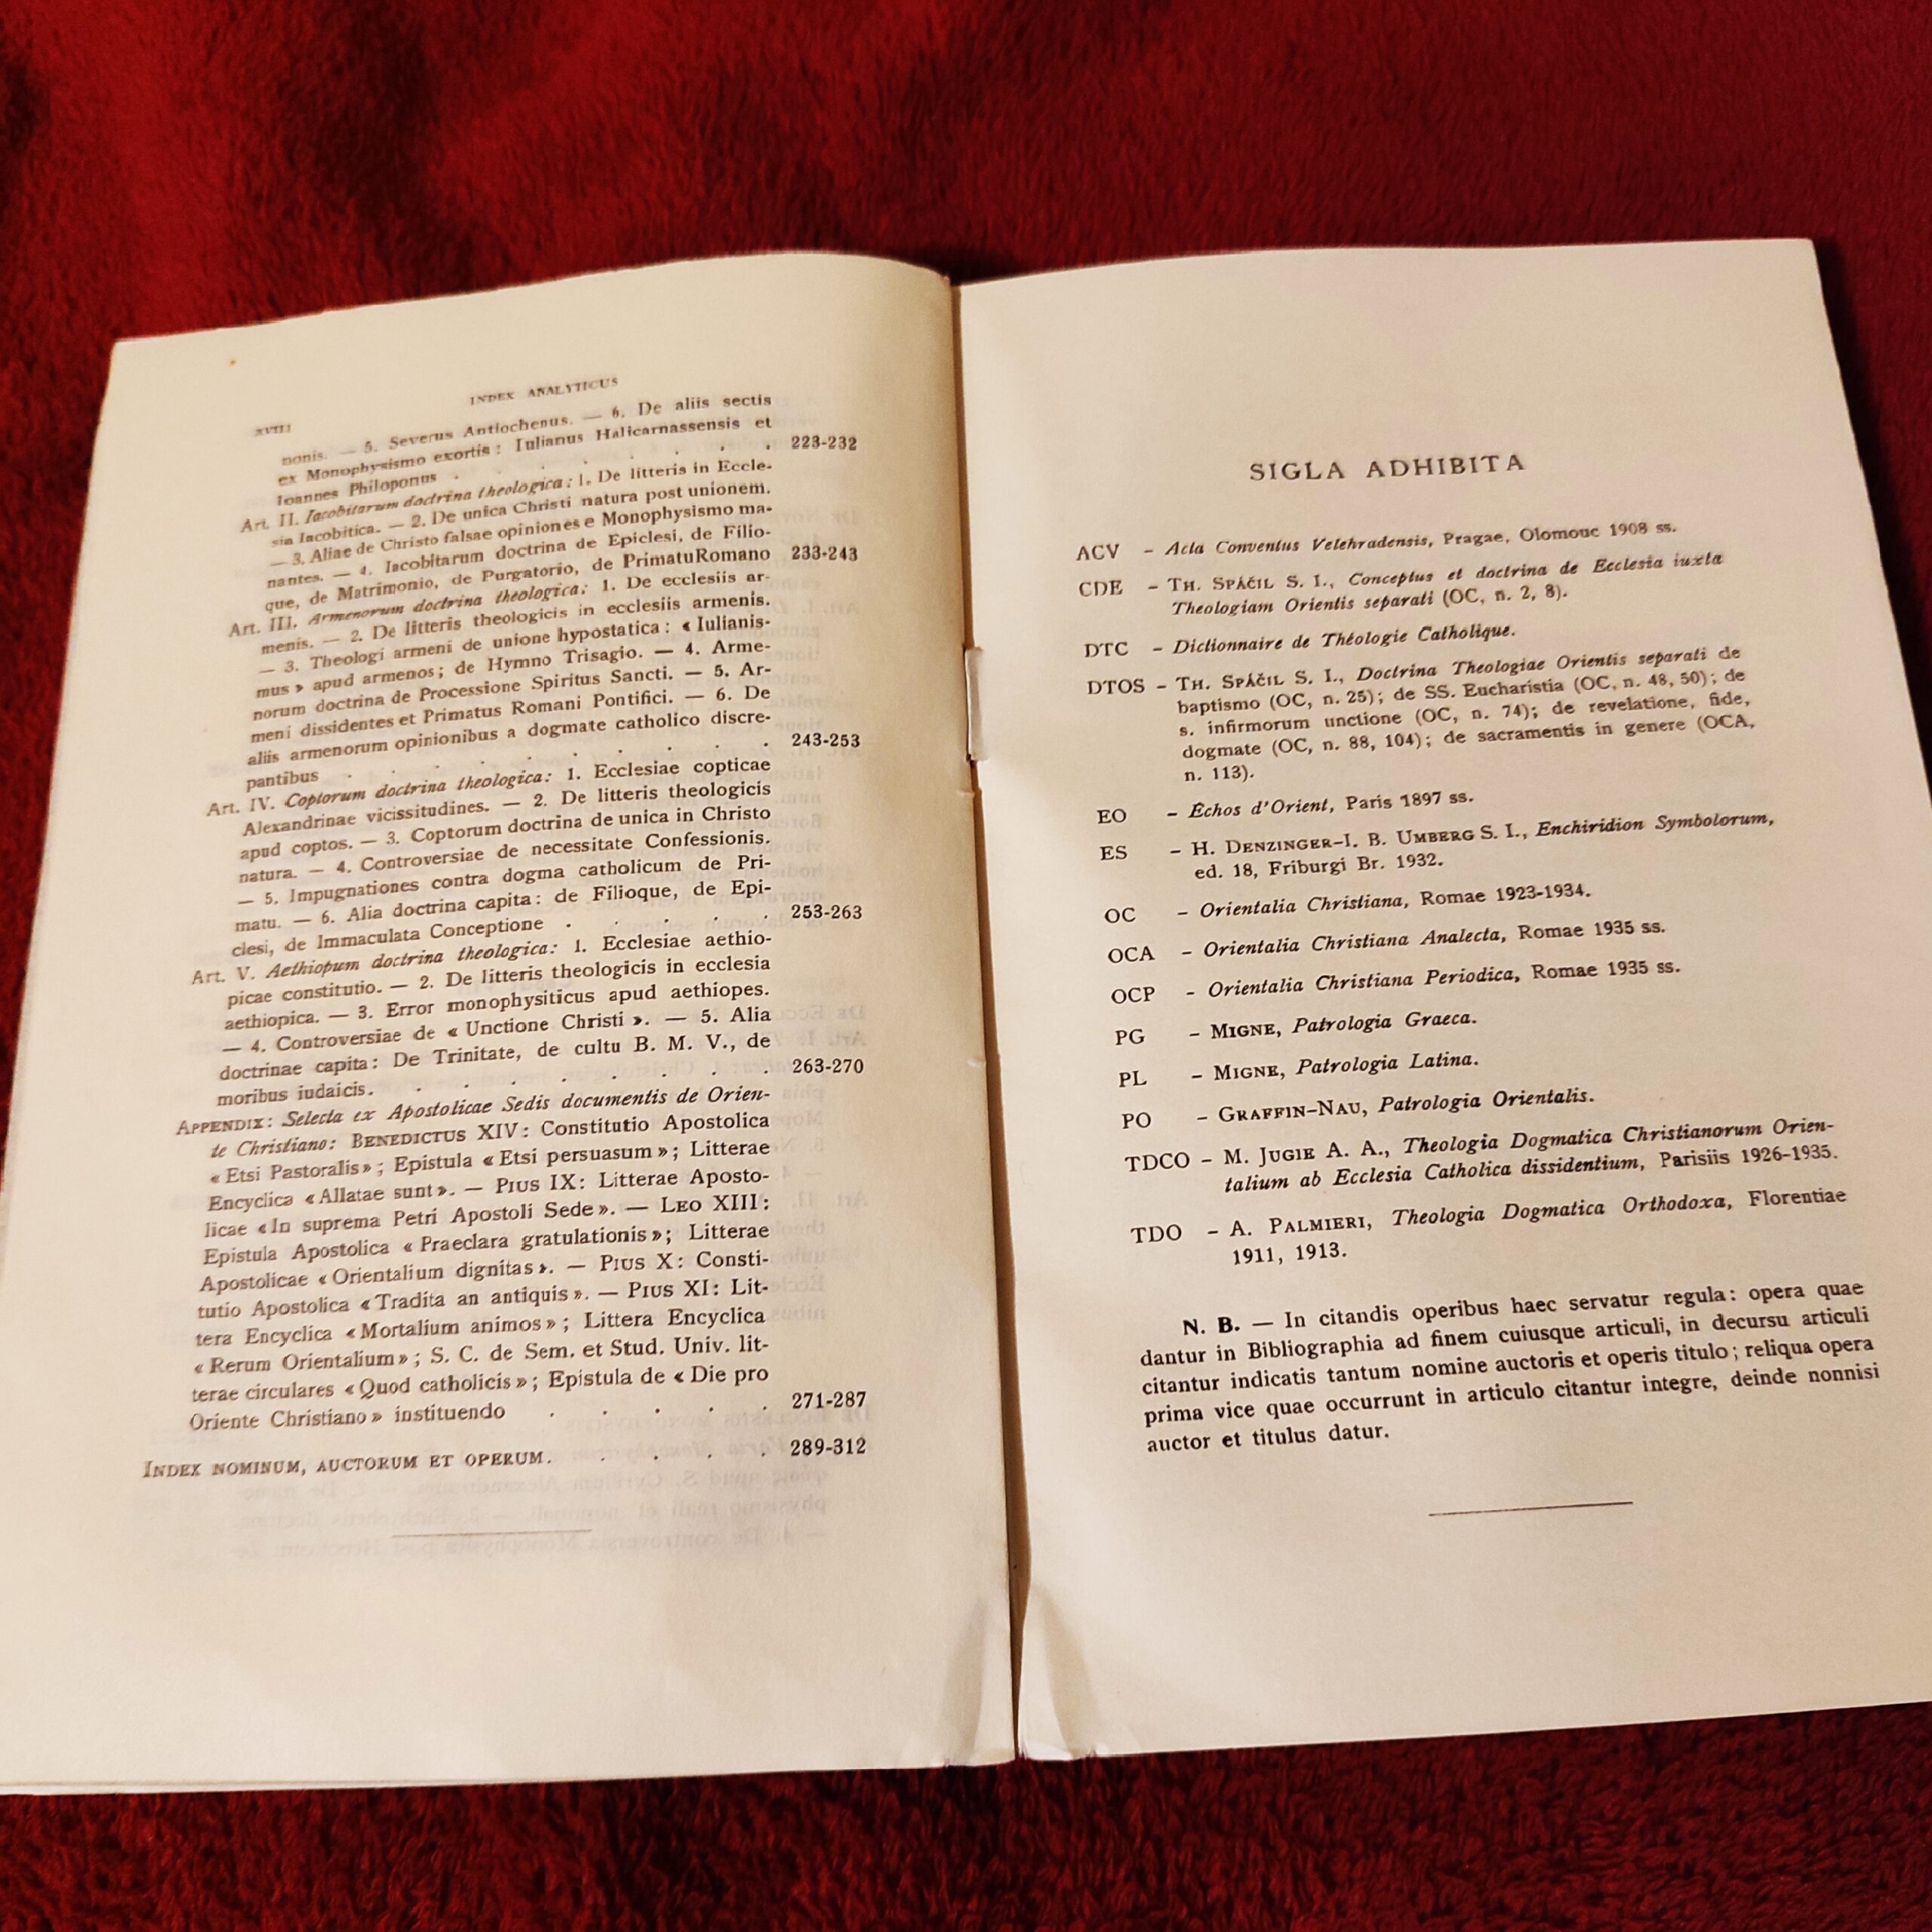 INDEX ANALYTICUS
XVIII
nonis. — 5. Severus Antiochenus. — 6. De aliis sectis
ex Monophysismo exortis: Iulianus Halicarnassensis et
Ioannes Philoponus . . . . . . . 223-232
Art. II. Iacobitarum doctrina theologica: 1. De litteris in Eccle-
sia Iacobitica. — 2. De unica Christi natura post unionem.
— 3. Aliae de Christo falsae opiniones e Monophysismo ma-
nantes. — 4. Iacobitarum doctrina de Epiclesi, de Filio-
que, de Matrimonio, de Purgatorio, de Primatu Romano 233-243
Art. III. Armenorum doctrina theologica: 1. De ecclesiis ar-
menis. — 2. De litteris theologicis in ecclesiis armenis.
— 3. Theologi armeni de unione hypostatica: « Iulianis-
mus » apud armenos; de Hymno Trisagio. — 4. Arme-
norum doctrina de Processione Spiritus Sancti. — 5. Ar-
meni dissidentes et Primatus Romani Pontifici. — 6. De
aliis armenorum opinionibus a dogmate catholico discre-
pantibus . . . . . . . 243-253
Art. IV. Coptorum doctrina theologica: 1. Ecclesiae copticae
Alexandrinae vicissitudines. — 2. De litteris theologicis
apud coptos. — 3. Coptorum doctrina de unica in Christo
natura. — 4. Controversiae de necessitate Confessionis.
— 5. Impugnationes contra dogma catholicum de Pri-
matu. — 6. Alia doctrina capita: de Filioque, de Epi-
clesi, de Immaculata Conceptione . . . . . 253-263
Art. V. Aethiopum doctrina theologica: 1. Ecclesiae aethio-
picae constitutio. — 2. De litteris theologicis in ecclesia
aethiopica. — 3. Error monophysiticus apud aethiopes.
— 4. Controversiae de « Unctione Christi ». — 5. Alia
doctrinae capita: De Trinitate, de cultu B. M. V., de
moribus iudaicis. . . . . . . . . 263-270
APPENDIX: Selecta ex Apostolicae Sedis documentis de Orien-
te Christiano: BENEDICTUS XIV: Constitutio Apostolica
« Etsi Pastoralis »; Epistula « Etsi persuasum »; Litterae
Encyclica « Allatae sunt ». — PIUS IX: Litterae Aposto-
licae « In suprema Petri Apostoli Sede ». — LEO XIII:
Epistula Apostolica « Praeclara gratulationis »; Litterae
Apostolicae « Orientalium dignitas ». — PIUS X: Consti-
tutio Apostolica « Tradita an antiquis ». — PIUS XI: Lit-
tera Encyclica « Mortalium animos »; Littera Encyclica
« Rerum Orientalium »; S. C. de Sem. et Stud. Univ. lit-
terae circulares « Quod catholicis »; Epistula de « Die pro
Oriente Christiano » instituendo . . . . . 271-287
INDEX NOMINUM, AUCTORUM ET OPERUM. . . . . 289-312
SIGLA ADHIBITA
ACV – Acta Conventus Velehradensis, Pragae, Olomouc 1908 ss.
CDE – TH. SPÁČIL S. I., Conceptus et doctrina de Ecclesia iuxta
Theologiam Orientis separati (OC, n. 2, 8).
DTC – Dictionnaire de Théologie Catholique.
DTOS – TH. SPÁČIL S. I., Doctrina Theologiae Orientis separati de
baptismo (OC, n. 25); de SS. Eucharistia (OC, n. 48, 50); de
s. infirmorum unctione (OC, n. 74); de revelatione, fide,
dogmate (OC, n. 88, 104); de sacramentis in genere (OCA,
n. 113).
EO – Échos d'Orient, Paris 1897 ss.
ES – H. DENZINGER–I. B. UMBERG S. I., Enchiridion Symbolorum,
ed. 18, Friburgi Br. 1932.
OC – Orientalia Christiana, Romae 1923-1934.
OCA – Orientalia Christiana Analecta, Romae 1935 ss.
OCP – Orientalia Christiana Periodica, Romae 1935 ss.
PG – MIGNE, Patrologia Graeca.
PL – MIGNE, Patrologia Latina.
PO – GRAFFIN–NAU, Patrologia Orientalis.
TDCO – M. JUGIE A. A., Theologia Dogmatica Christianorum Orien-
talium ab Ecclesia Catholica dissidentium, Parisiis 1926-1935.
TDO – A. PALMIERI, Theologia Dogmatica Orthodoxa, Florentiae
1911, 1913.
N. B. — In citandis operibus haec servatur regula: opera quae
dantur in Bibliographia ad finem cuiusque articuli, in decursu articuli
citantur indicatis tantum nomine auctoris et operis titulo; reliqua opera
prima vice quae occurrunt in articulo citantur integre, deinde nonnisi
auctor et titulus datur.